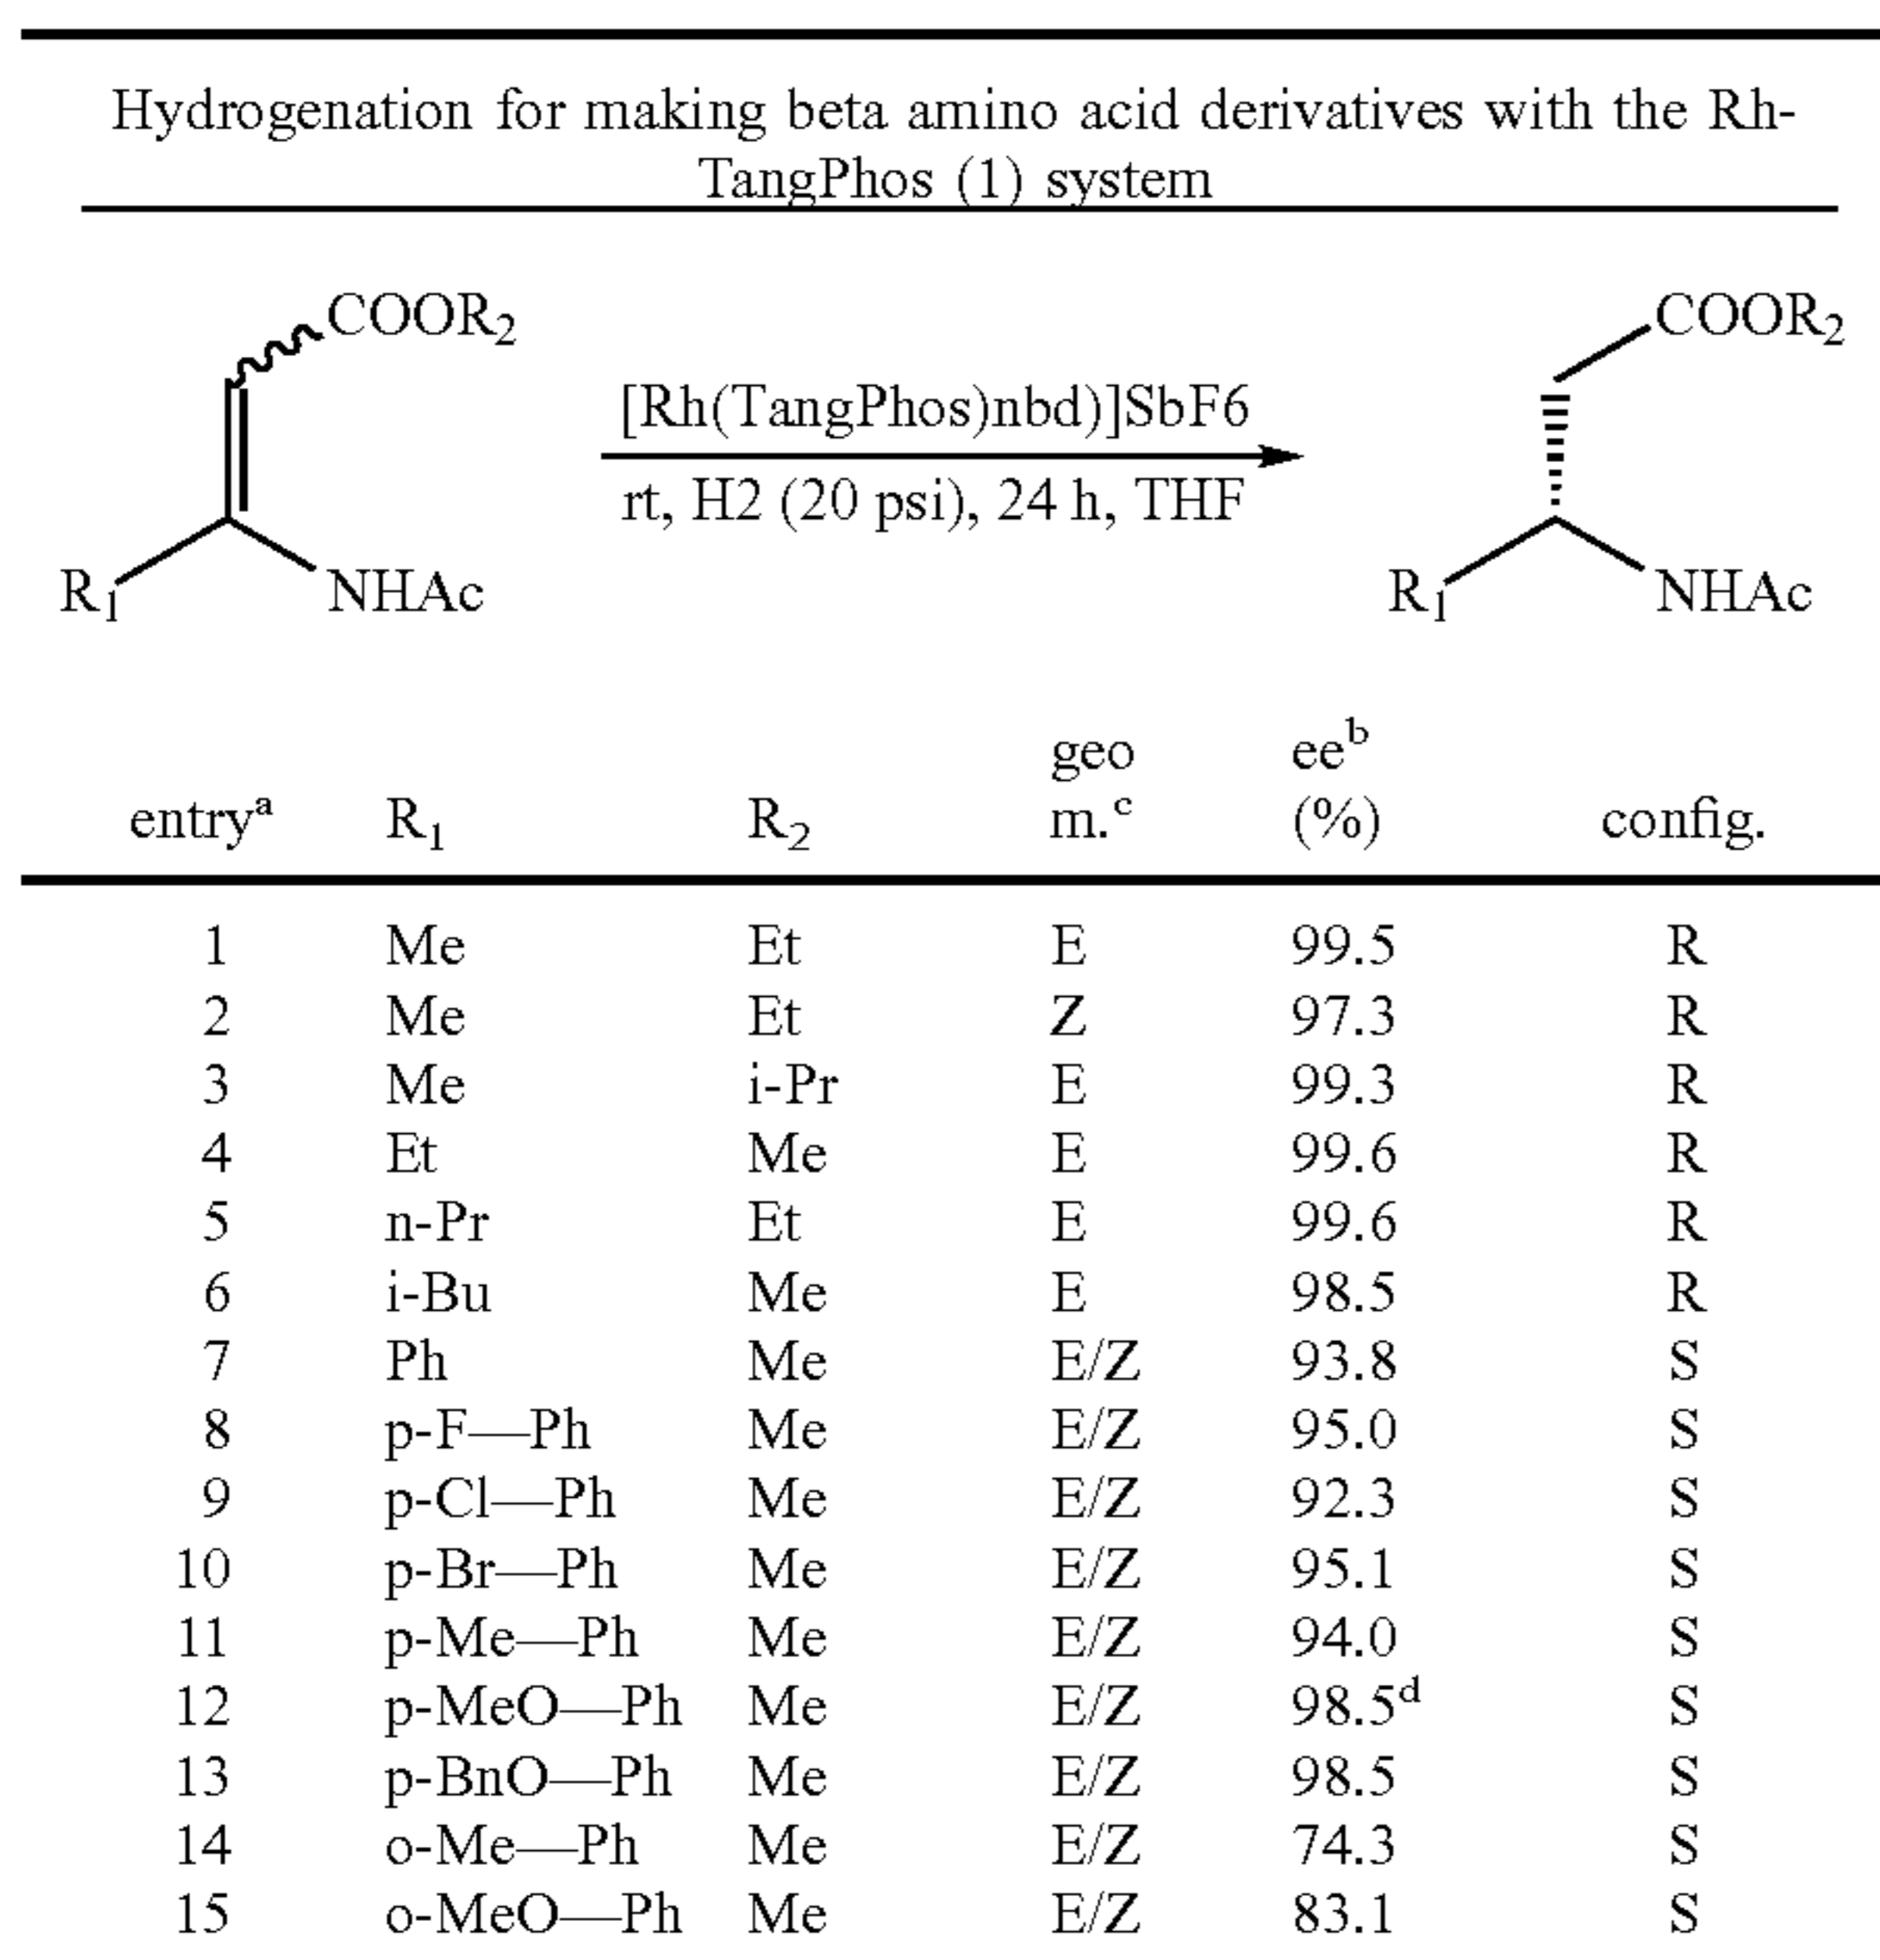 Hydrogenation for making beta amino acid derivatives with the Rh-
TangPhos (1) system
COOR₂
R₁
NHAc
[Rh(TangPhos)nbd)]SbF6
rt, H2 (20 psi), 24 h, THF
COOR₂
R₁
NHAc
geo eeᵇ
entryᵃ R₁ R₂ m.ᶜ (%) config.
1 Me Et E 99.5 R
2 Me Et Z 97.3 R
3 Me i-Pr E 99.3 R
4 Et Me E 99.6 R
5 n-Pr Et E 99.6 R
6 i-Bu Me E 98.5 R
7 Ph Me E/Z 93.8 S
8 p-F—Ph Me E/Z 95.0 S
9 p-Cl—Ph Me E/Z 92.3 S
10 p-Br—Ph Me E/Z 95.1 S
11 p-Me—Ph Me E/Z 94.0 S
12 p-MeO—Ph Me E/Z 98.5ᵈ S
13 p-BnO—Ph Me E/Z 98.5 S
14 o-Me—Ph Me E/Z 74.3 S
15 o-MeO—Ph Me E/Z 83.1 S